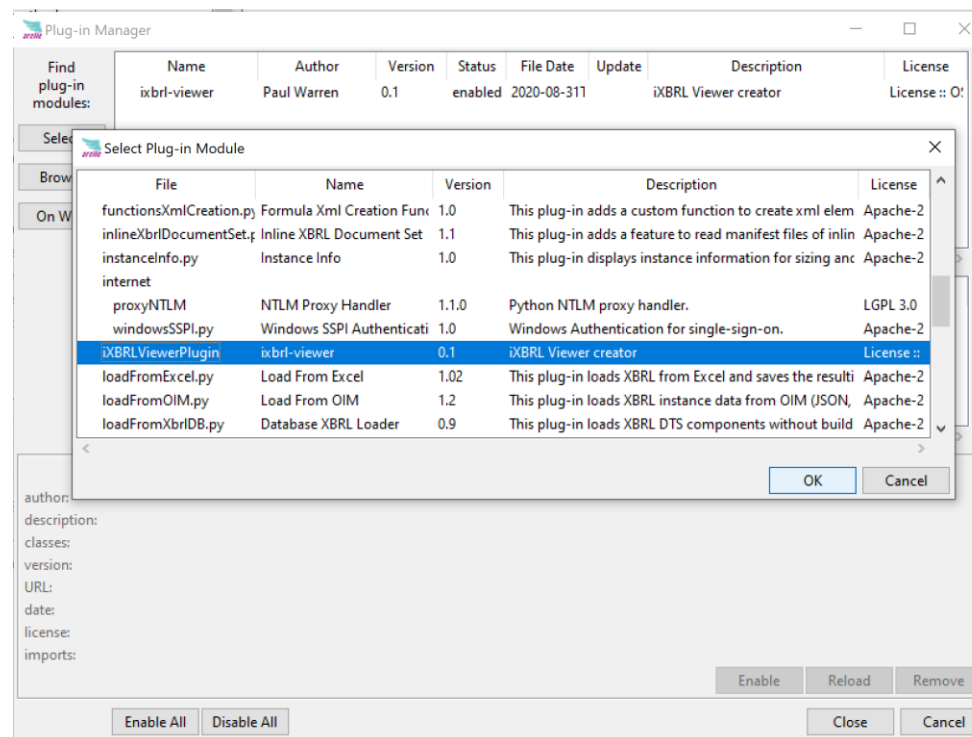 arelle Plug-in Manager
Find plug-in modules:
Name Author Version Status File Date Update Description License
ixbrl-viewer Paul Warren 0.1 enabled 2020-08-31T iXBRL Viewer creator License :: OS
Selec
Brow
On W
arelle Select Plug-in Module
File Name Version Description License
functionsXmlCreation.py Formula Xml Creation Func 1.0 This plug-in adds a custom function to create xml elem Apache-2
inlineXbrlDocumentSet.p Inline XBRL Document Set 1.1 This plug-in adds a feature to read manifest files of inlin Apache-2
instanceInfo.py Instance Info 1.0 This plug-in displays instance information for sizing anc Apache-2
internet
proxyNTLM NTLM Proxy Handler 1.1.0 Python NTLM proxy handler. LGPL 3.0
windowsSSPI.py Windows SSPI Authenticati 1.0 Windows Authentication for single-sign-on. Apache-2
iXBRLViewerPlugin ixbrl-viewer 0.1 iXBRL Viewer creator License ::
loadFromExcel.py Load From Excel 1.02 This plug-in loads XBRL from Excel and saves the resulti Apache-2
loadFromOIM.py Load From OIM 1.2 This plug-in loads XBRL instance data from OIM (JSON, Apache-2
loadFromXbrlDB.py Database XBRL Loader 0.9 This plug-in loads XBRL DTS components without build Apache-2
OK Cancel
author:
description:
classes:
version:
URL:
date:
license:
imports:
Enable Reload Remove
Enable All Disable All Close Cancel